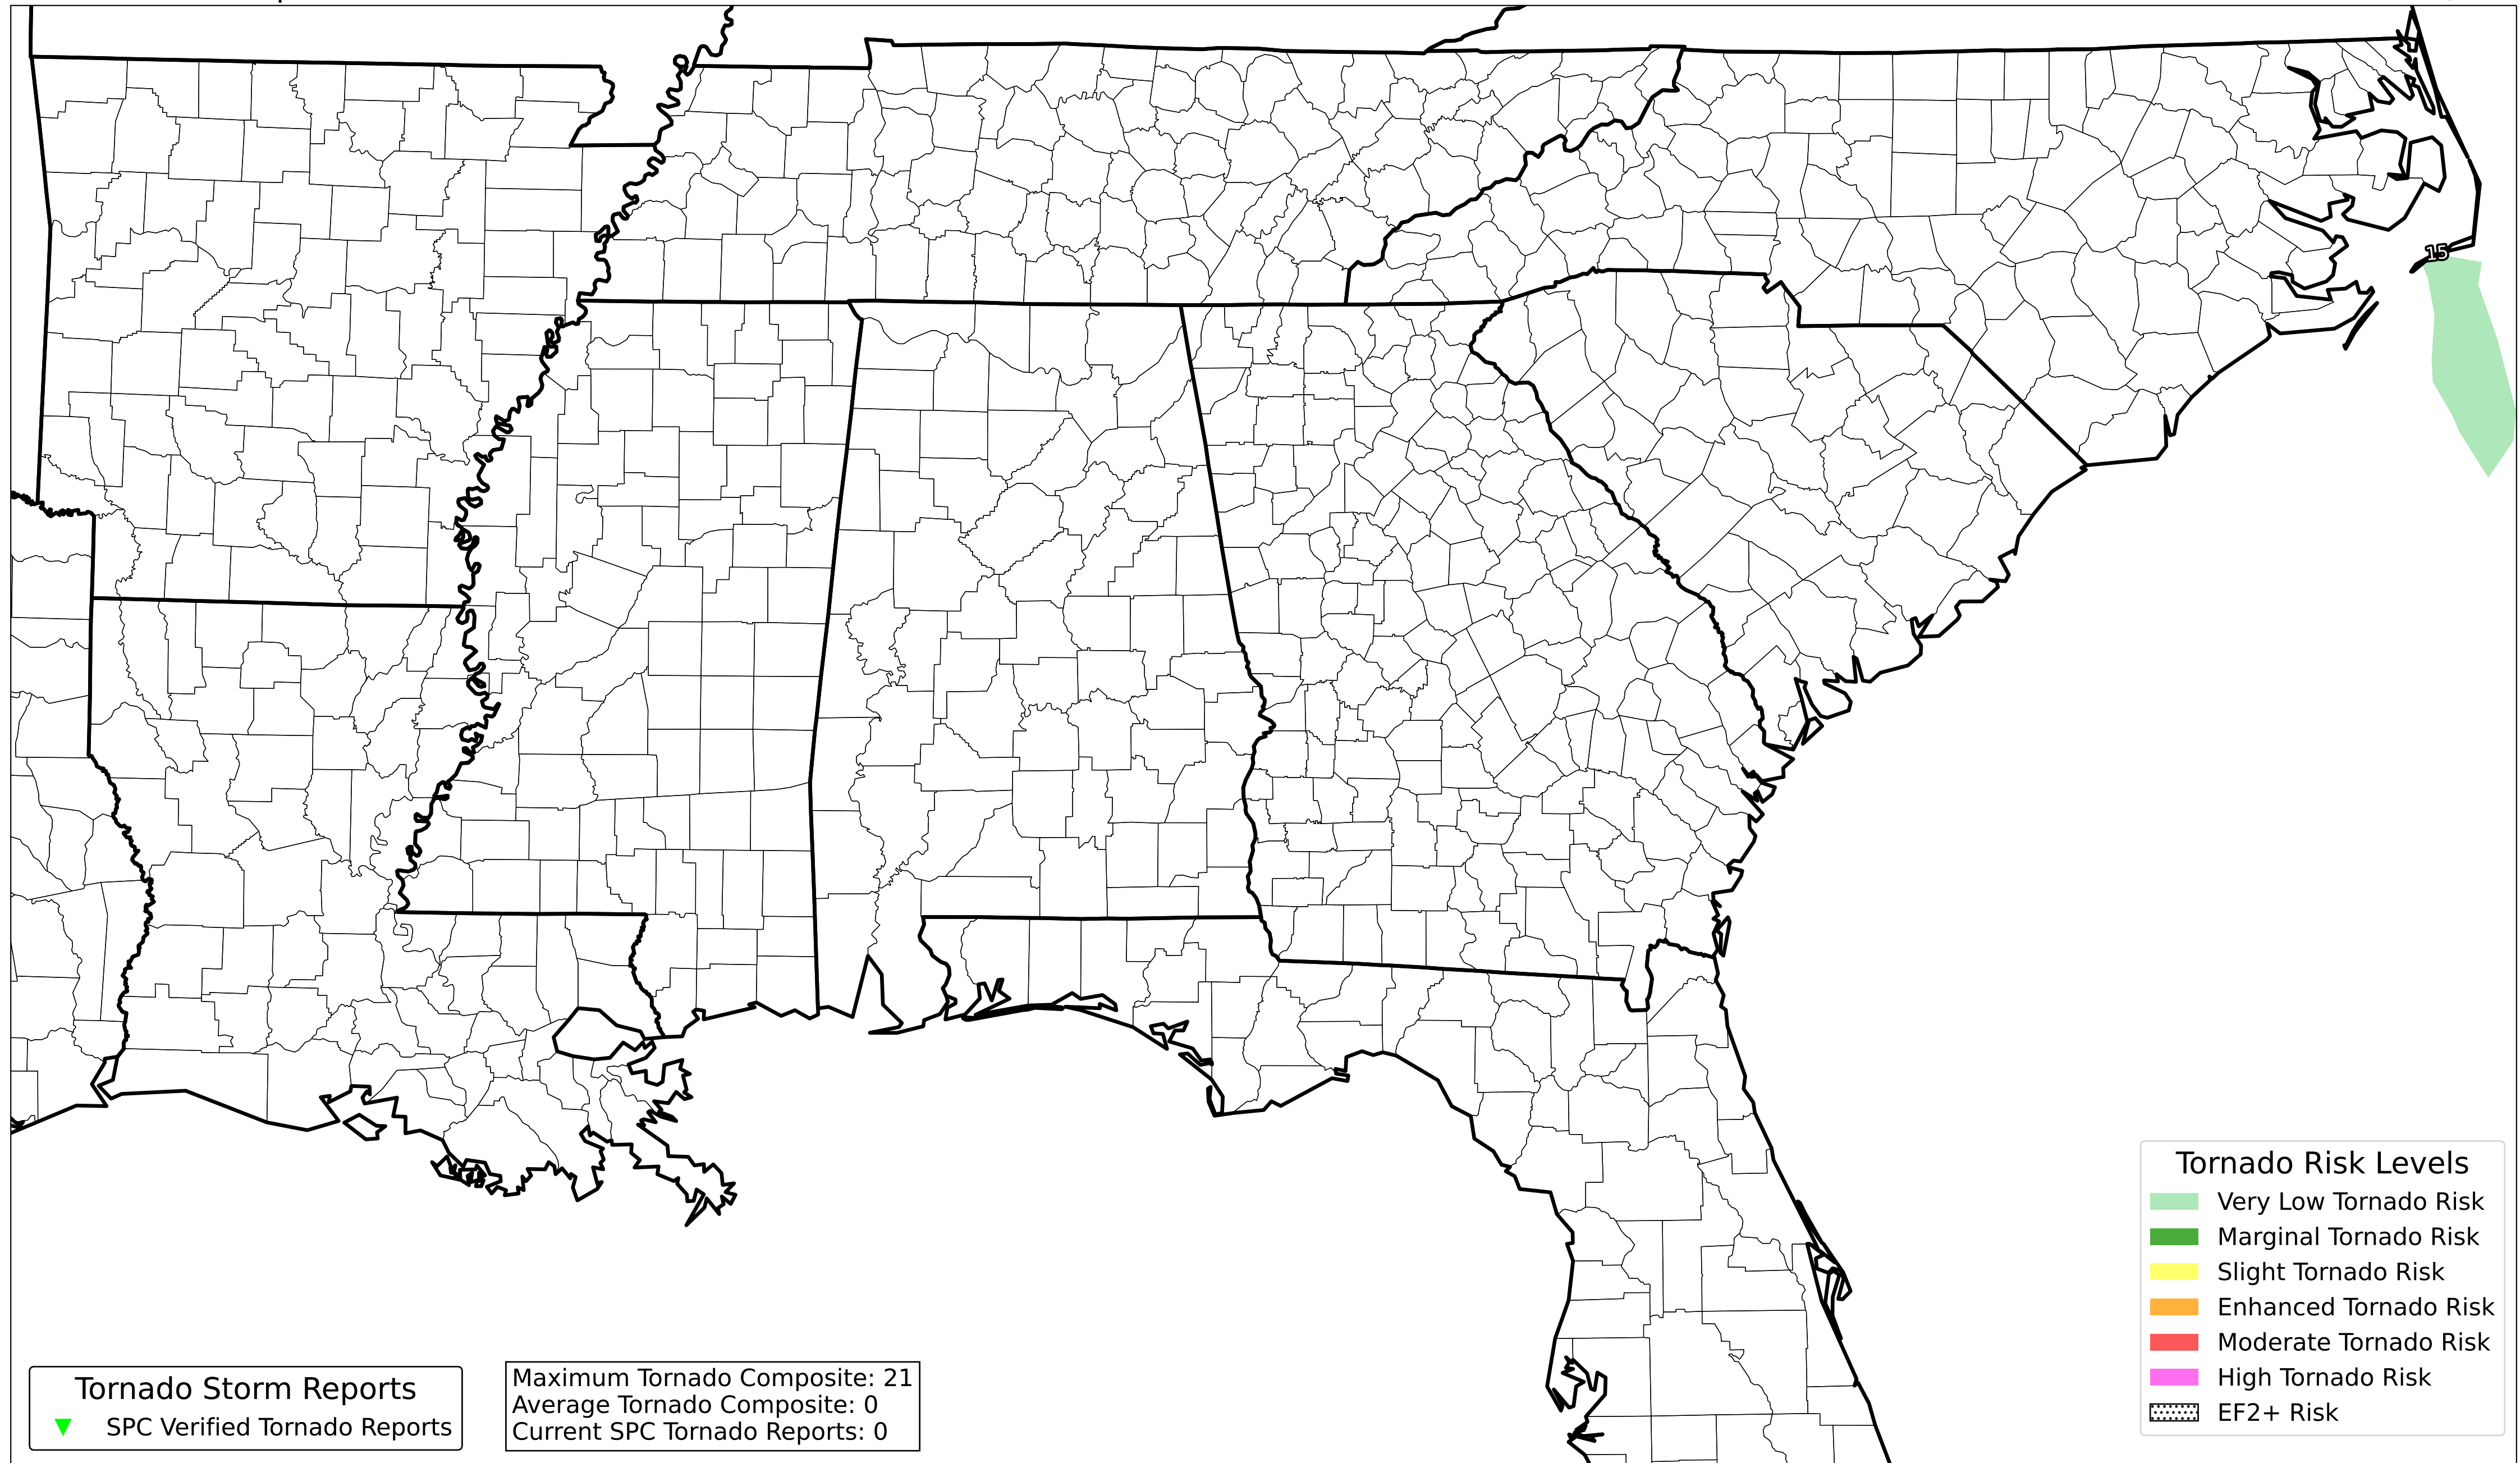 15
Tornado Risk Levels
Very Low Tornado Risk
Marginal Tornado Risk
Slight Tornado Risk
Enhanced Tornado Risk
Moderate Tornado Risk
High Tornado Risk
EF2+ Risk
Tornado Storm Reports
SPC Verified Tornado Reports
Maximum Tornado Composite: 21
Average Tornado Composite: 0
Current SPC Tornado Reports: 0